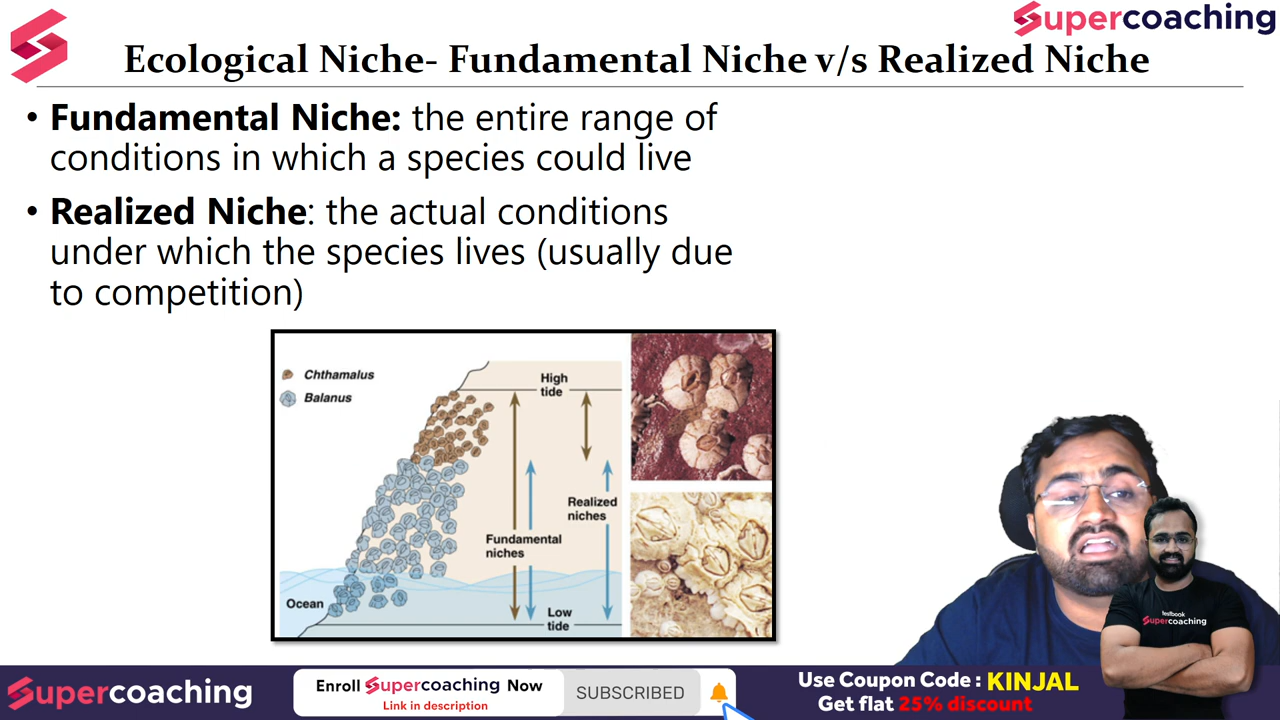 Supercoaching
Ecological Niche- Fundamental Niche v/s Realized Niche
• Fundamental Niche: the entire range of
conditions in which a species could live
• Realized Niche: the actual conditions
under which the species lives (usually due
to competition)
Chthamalus
Balanus
High
tide
Realized
niches
Fundamental
niches
Ocean
Low
tide
testbook
Supercoaching
Supercoaching
Enroll Supercoaching Now
Link in description
SUBSCRIBED
Use Coupon Code : KINJAL
Get flat 25% discount